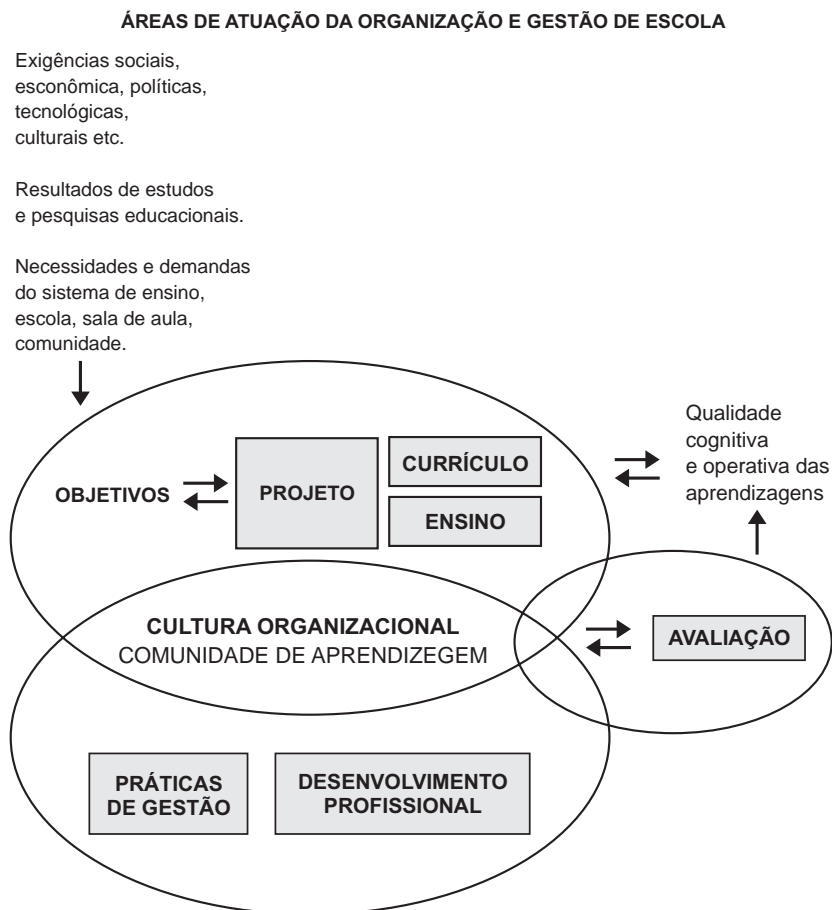 ÁREAS DE ATUAÇÃO DA ORGANIZAÇÃO E GESTÃO DE ESCOLA
Exigências sociais,
esconômica, políticas,
tecnológicas,
culturais etc.
Resultados de estudos
e pesquisas educacionais.
Necessidades e demandas
do sistema de ensino,
escola, sala de aula,
comunidade.
OBJETIVOS
PROJETO
CURRÍCULO
ENSINO
Qualidade
cognitiva
e operativa das
aprendizagens
CULTURA ORGANIZACIONAL
COMUNIDADE DE APRENDIZEGEM
AVALIAÇÃO
PRÁTICAS
DE GESTÃO
DESENVOLVIMENTO
PROFISSIONAL